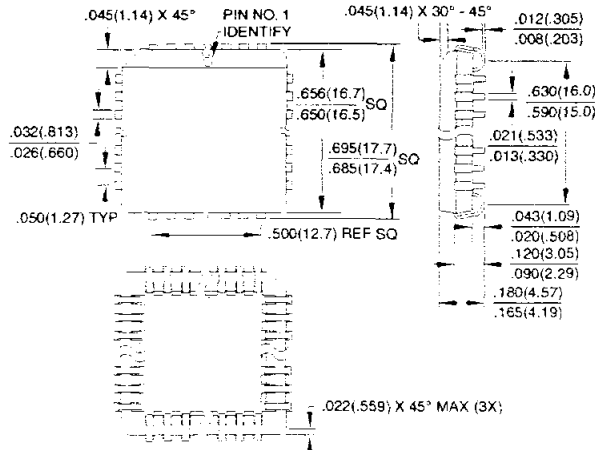 .045(1.14) X 45°
PIN NO. 1
IDENTIFY
.045(1.14) X 30° - 45°
.012(.305)
.008(.203)
.656(16.7)
.650(16.5)
SQ
.630(16.0)
.590(15.0)
.032(.813)
.026(.660)
.695(17.7)
.685(17.4)
SQ
.021(.533)
.013(.330)
.050(1.27) TYP
.500(12.7) REF SQ
.043(1.09)
.020(.508)
.120(3.05)
.090(2.29)
.180(4.57)
.165(4.19)
.022(.559) X 45° MAX (3X)